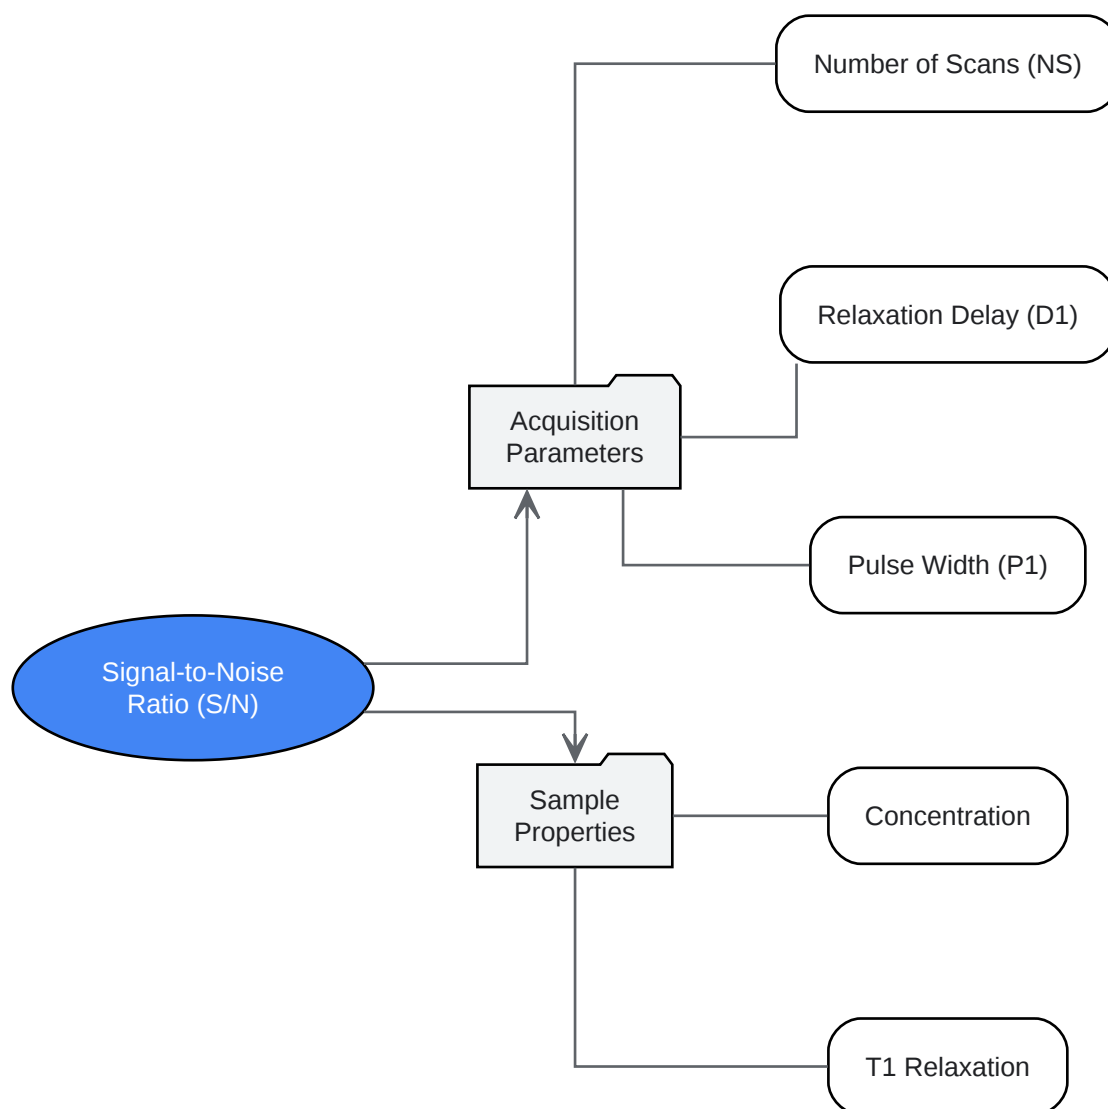 Number of Scans (NS)
Relaxation Delay (D1)
Acquisition
Parameters
Pulse Width (P1)
Signal-to-Noise
Ratio (S/N)
Sample
Properties
Concentration
T1 Relaxation